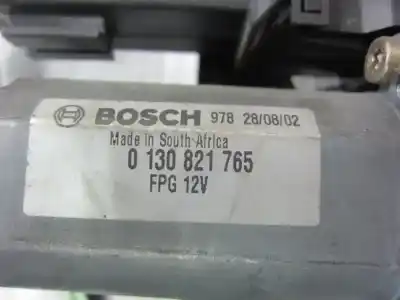 BOSCH 978 28/08/02
Made in South Africa
0 130 821 765
FPG 12V